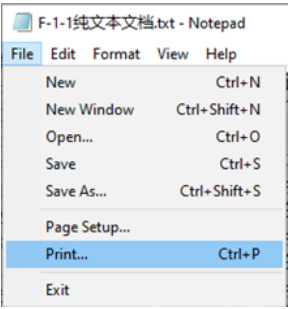 F-1-1纯文本文档.txt - Notepad
File Edit Format View Help
New Ctrl+N
New Window Ctrl+Shift+N
Open... Ctrl+O
Save Ctrl+S
Save As... Ctrl+Shift+S
Page Setup...
Print... Ctrl+P
Exit